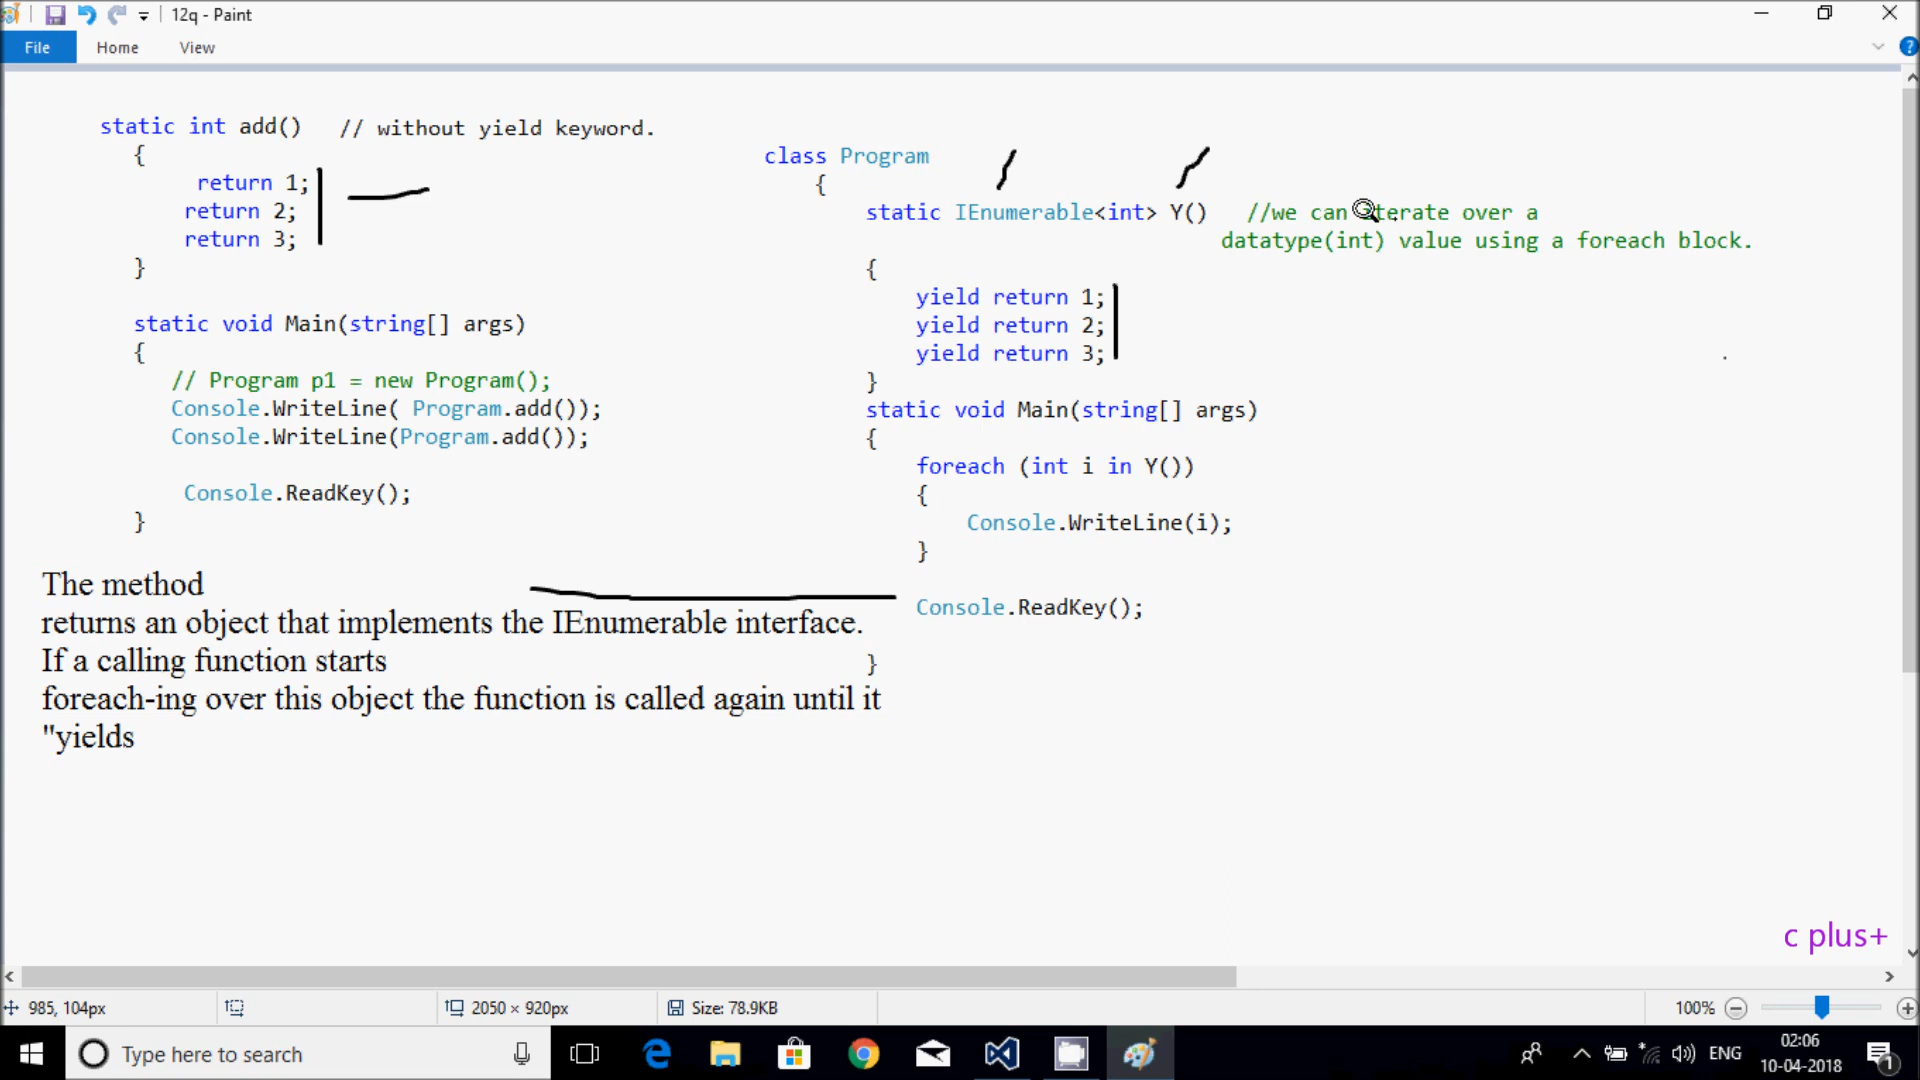 12q - Paint
File Home View
static int add() // without yield keyword.
{
return 1;
return 2;
return 3;
}
static void Main(string[] args)
{
// Program p1 = new Program();
Console.WriteLine( Program.add());
Console.WriteLine(Program.add());
Console.ReadKey();
}
The method
returns an object that implements the IEnumerable interface.
If a calling function starts
foreach-ing over this object the function is called again until it
"yields
class Program
{
static IEnumerable<int> Y() //we can iterate over a
datatype(int) value using a foreach block.
{
yield return 1;
yield return 2;
yield return 3;
}
static void Main(string[] args)
{
foreach (int i in Y())
{
Console.WriteLine(i);
}
Console.ReadKey();
}
c plus+
985, 104px 2050 × 920px Size: 78.9KB 100%
Type here to search ENG 02:06
10-04-2018 1